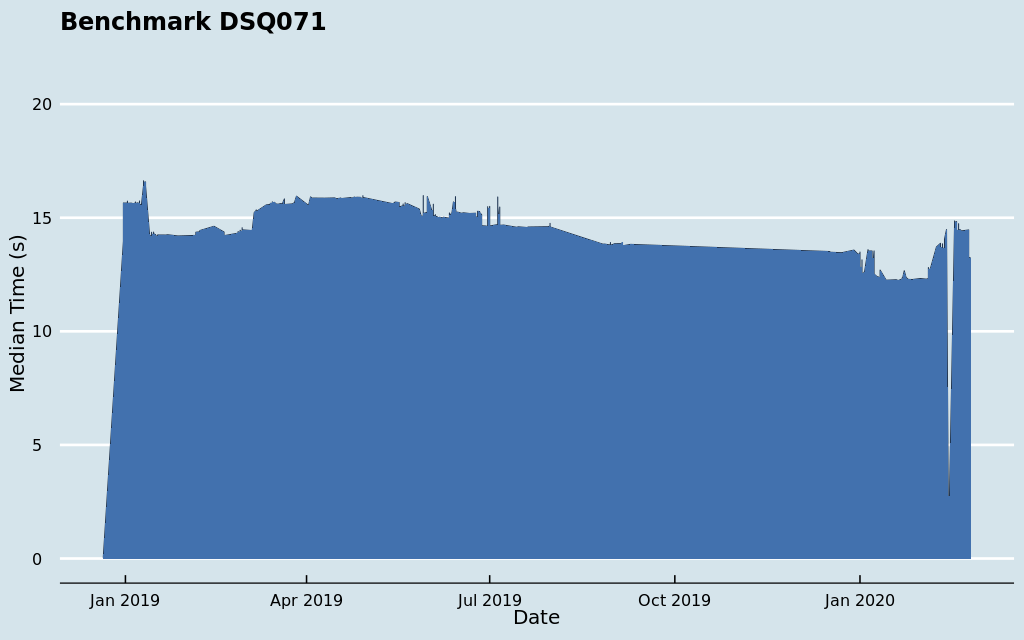 Benchmark DSQ071
Median Time (s)
20
15
10
5
0
Jan 2019
Apr 2019
Jul 2019
Oct 2019
Jan 2020
Date